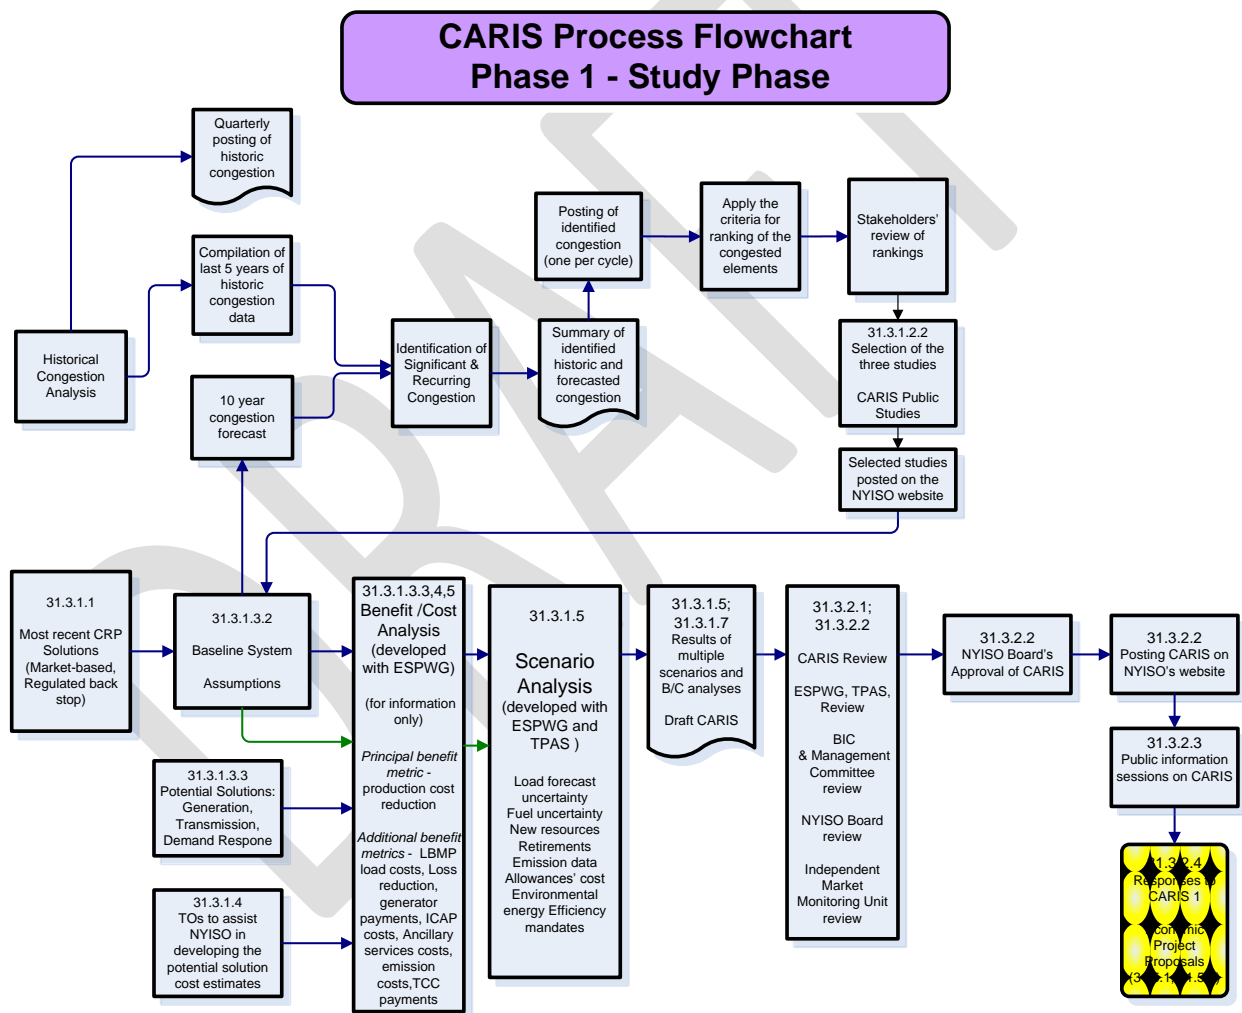 CARIS Process Flowchart
Phase 1 - Study Phase
Quarterly
posting of
historic
congestion
Compilation of
last 5 years of
historic
congestion
data
Historical
Congestion
Analysis
10 year
congestion
forecast
Identification of
Significant &
Recurring
Congestion
Posting of
identified
congestion
(one per cycle)
Summary of
identified
historic and
forecasted
congestion
Apply the
criteria for
ranking of the
congested
elements
Stakeholders'
review of
rankings
31.3.1.2.2
Selection of the
three studies
CARIS Public
Studies
Selected studies
posted on the
NYISO website
31.3.1.1
Most recent CRP
Solutions
(Market-based,
Regulated back
stop)
31.3.1.3.2
Baseline System
Assumptions
31.3.1.3.3
Potential Solutions:
Generation,
Transmission,
Demand Respone
31.3.1.4
TOs to assist
NYISO in
developing the
potential solution
cost estimates
31.3.1.3.3,4,5
Benefit /Cost
Analysis
(developed
with ESPWG)
(for information
only)
Principal benefit
metric -
production cost
reduction
Additional benefit
metrics - LBMP
load costs, Loss
reduction,
generator
payments, ICAP
costs, Ancillary
services costs,
emission
costs,TCC
payments
31.3.1.5
Scenario
Analysis
(developed with
ESPWG and
TPAS )
Load forecast
uncertainty
Fuel uncertainty
New resources
Retirements
Emission data
Allowances' cost
Environmental
energy Efficiency
mandates
31.3.1.5;
31.3.1.7
Results of
multiple
scenarios and
B/C analyses
Draft CARIS
31.3.2.1;
31.3.2.2
CARIS Review
ESPWG, TPAS,
Review
BIC
& Management
Committee
review
NYISO Board
review
Independent
Market
Monitoring Unit
review
31.3.2.2
NYISO Board's
Approval of CARIS
31.3.2.2
Posting CARIS on
NYISO's website
31.3.2.3
Public information
sessions on CARIS
31.3.2.4
Responses to
CARIS 1
Economic
Project
Proposals
DRAFT